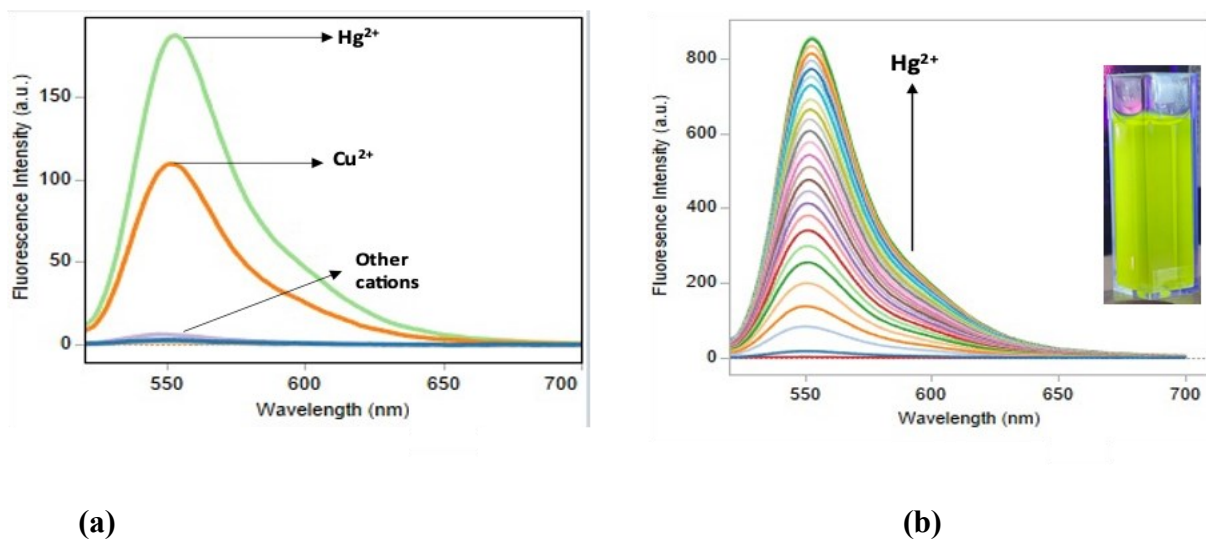 Hg²⁺
Cu²⁺
Other
cations
Fluorescence Intensity (a.u.)
150
100
50
0
550
600
650
700
Wavelength (nm)
(a)
Hg²⁺
Fluoresence Intensity (a.u.)
800
600
400
200
0
550
600
650
700
Wavelength (nm)
(b)